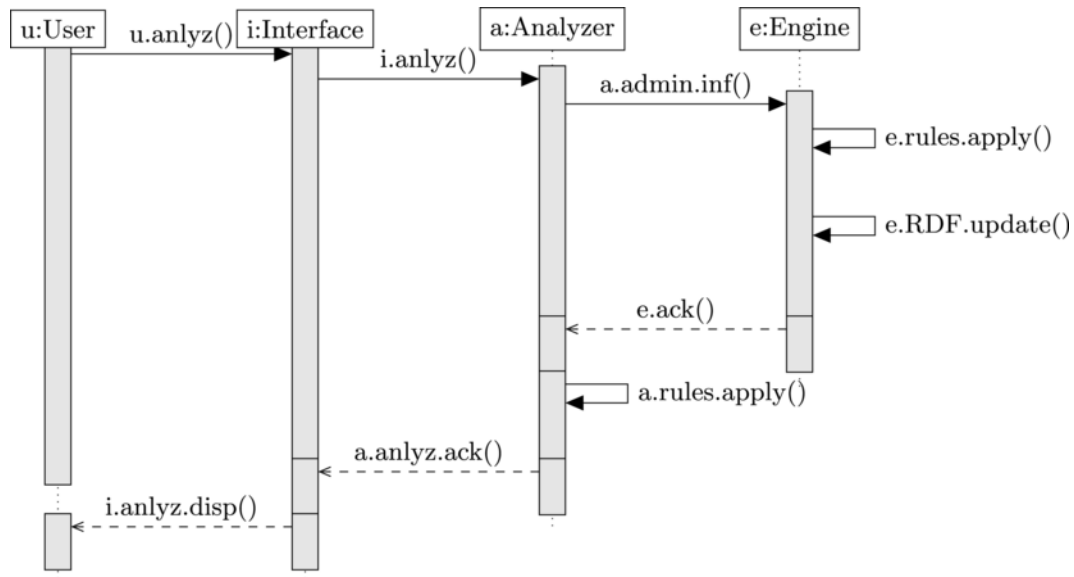 u:User
i:Interface
a:Analyzer
e:Engine
u.anlyz()
i.anlyz()
a.admin.inf()
e.rules.apply()
e.RDF.update()
e.ack()
a.rules.apply()
a.anlyz.ack()
i.anlyz.disp()